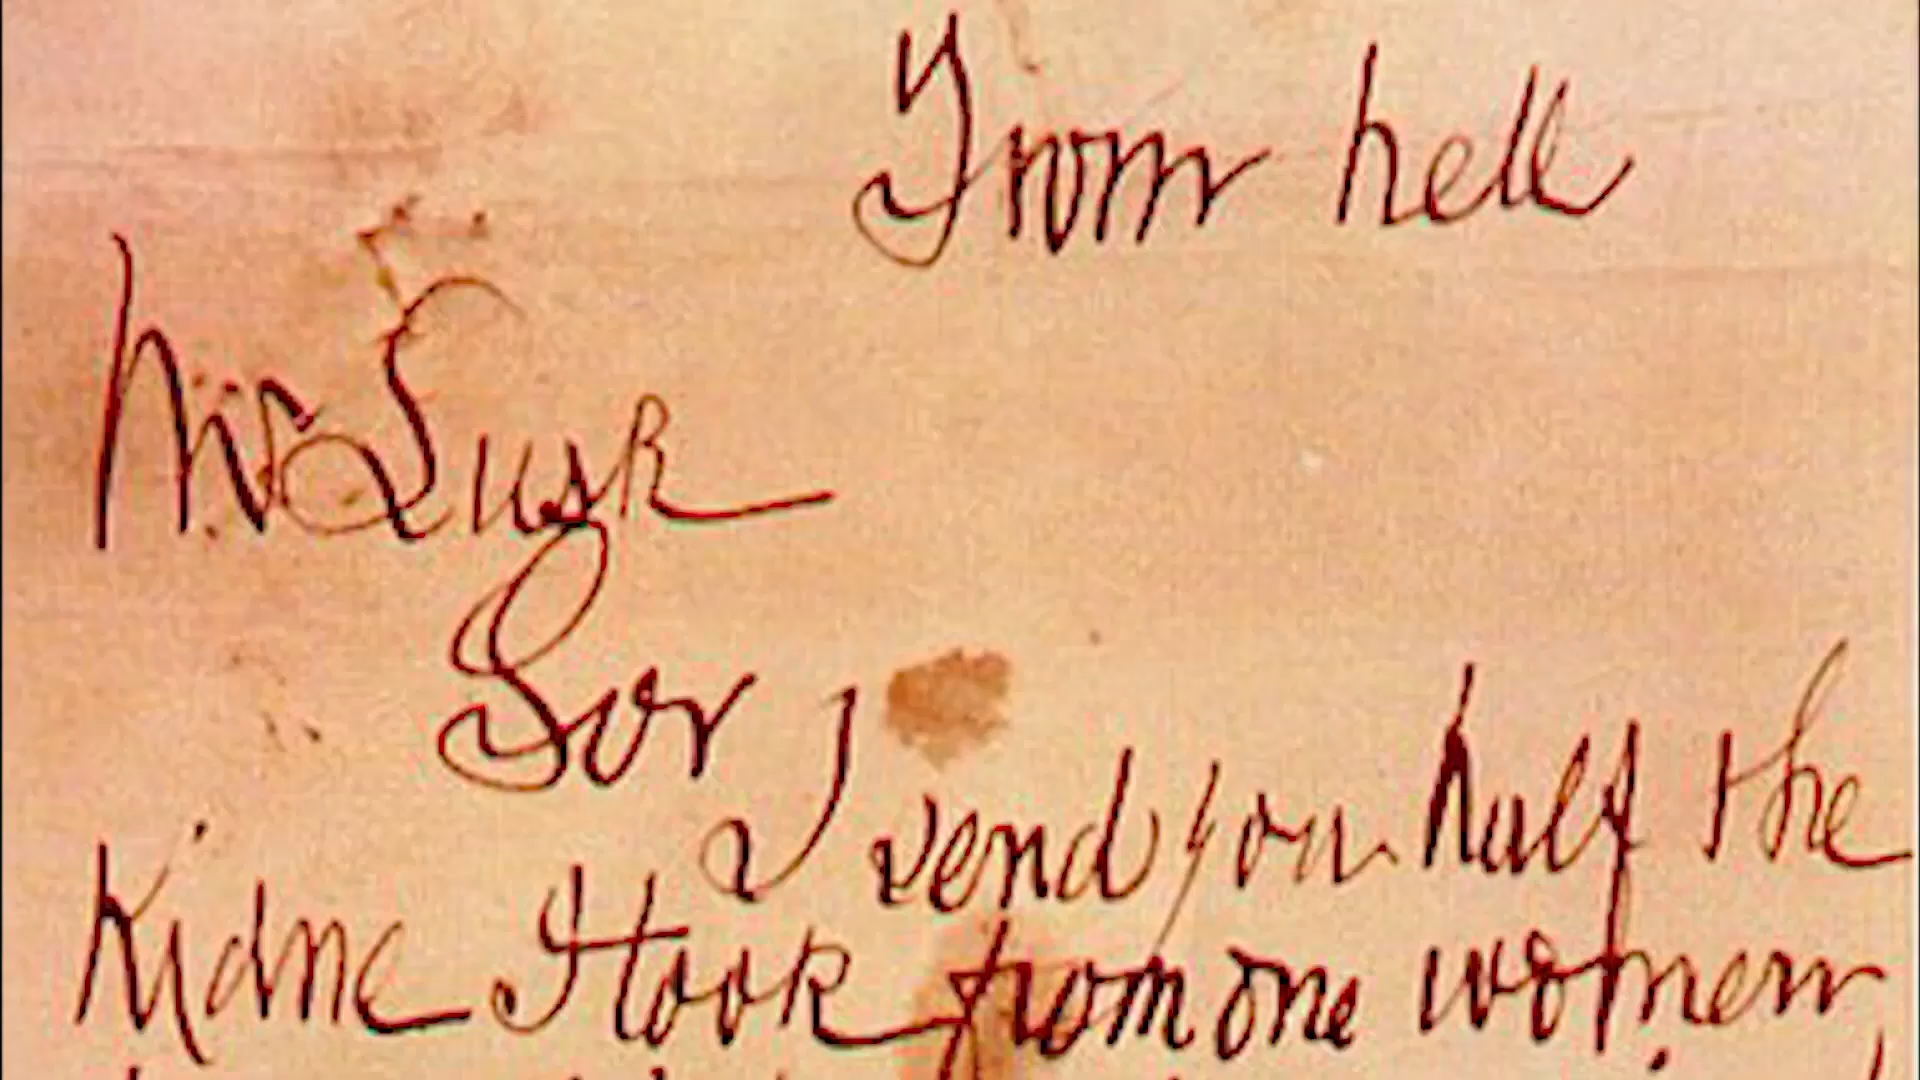 From hell
Mr Lusk
Sor
I send you half the
Kidne I took from one women